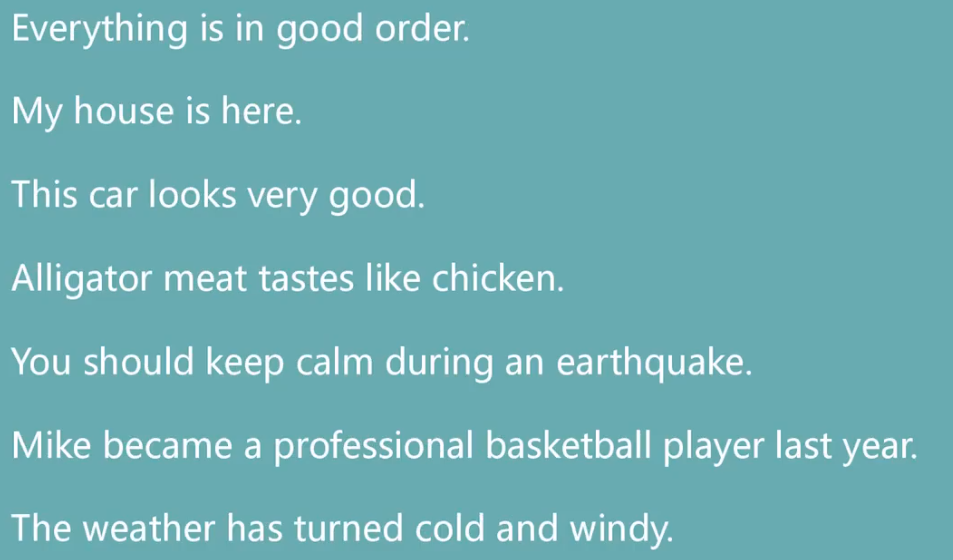 Everything is in good order.
My house is here.
This car looks very good.
Alligator meat tastes like chicken.
You should keep calm during an earthquake.
Mike became a professional basketball player last year.
The weather has turned cold and windy.